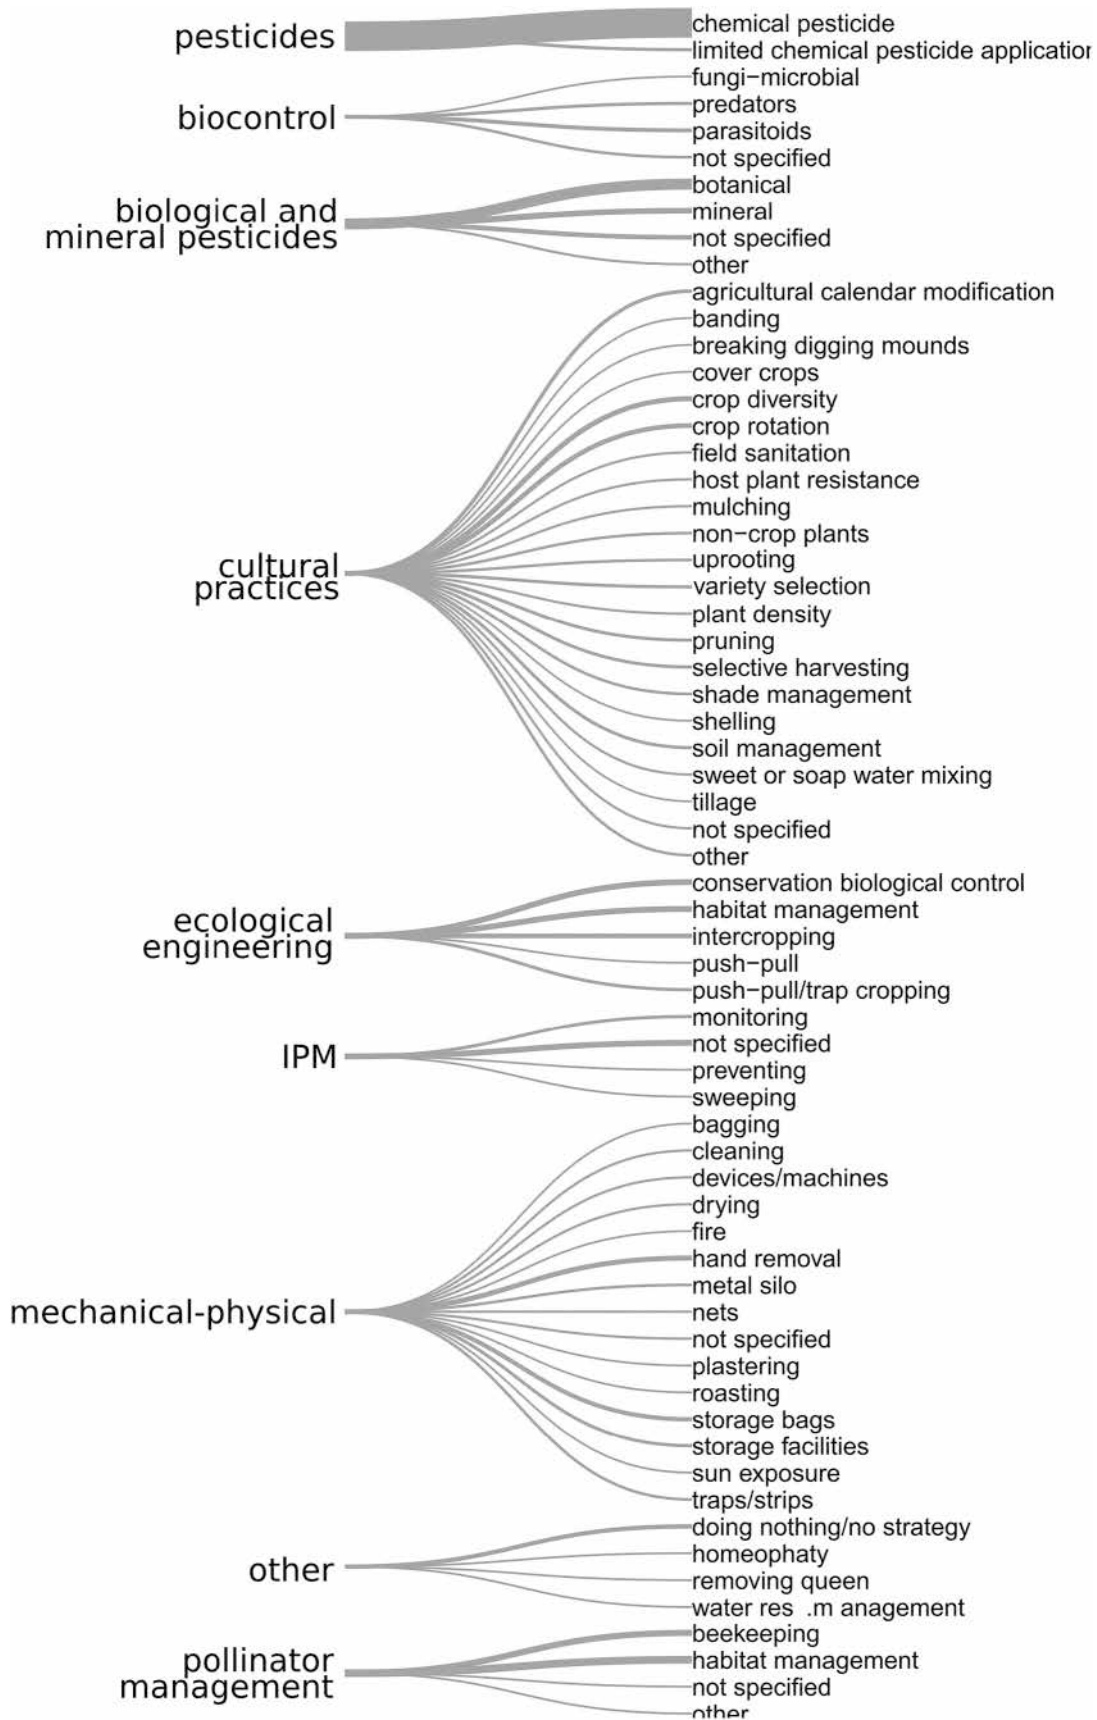 pesticides
chemical pesticide
limited chemical pesticide application
biocontrol
fungi−microbial
predators
parasitoids
not specified
biological and
mineral pesticides
botanical
mineral
not specified
other
cultural
practices
agricultural calendar modification
banding
breaking digging mounds
cover crops
crop diversity
crop rotation
field sanitation
host plant resistance
mulching
non−crop plants
uprooting
variety selection
plant density
pruning
selective harvesting
shade management
shelling
soil management
sweet or soap water mixing
tillage
not specified
other
ecological
engineering
conservation biological control
habitat management
intercropping
push−pull
push−pull/trap cropping
IPM
monitoring
not specified
preventing
sweeping
mechanical-physical
bagging
cleaning
devices/machines
drying
fire
hand removal
metal silo
nets
not specified
plastering
roasting
storage bags
storage facilities
sun exposure
traps/strips
other
doing nothing/no strategy
homeophaty
removing queen
water res .m anagement
pollinator
management
beekeeping
habitat management
not specified
other